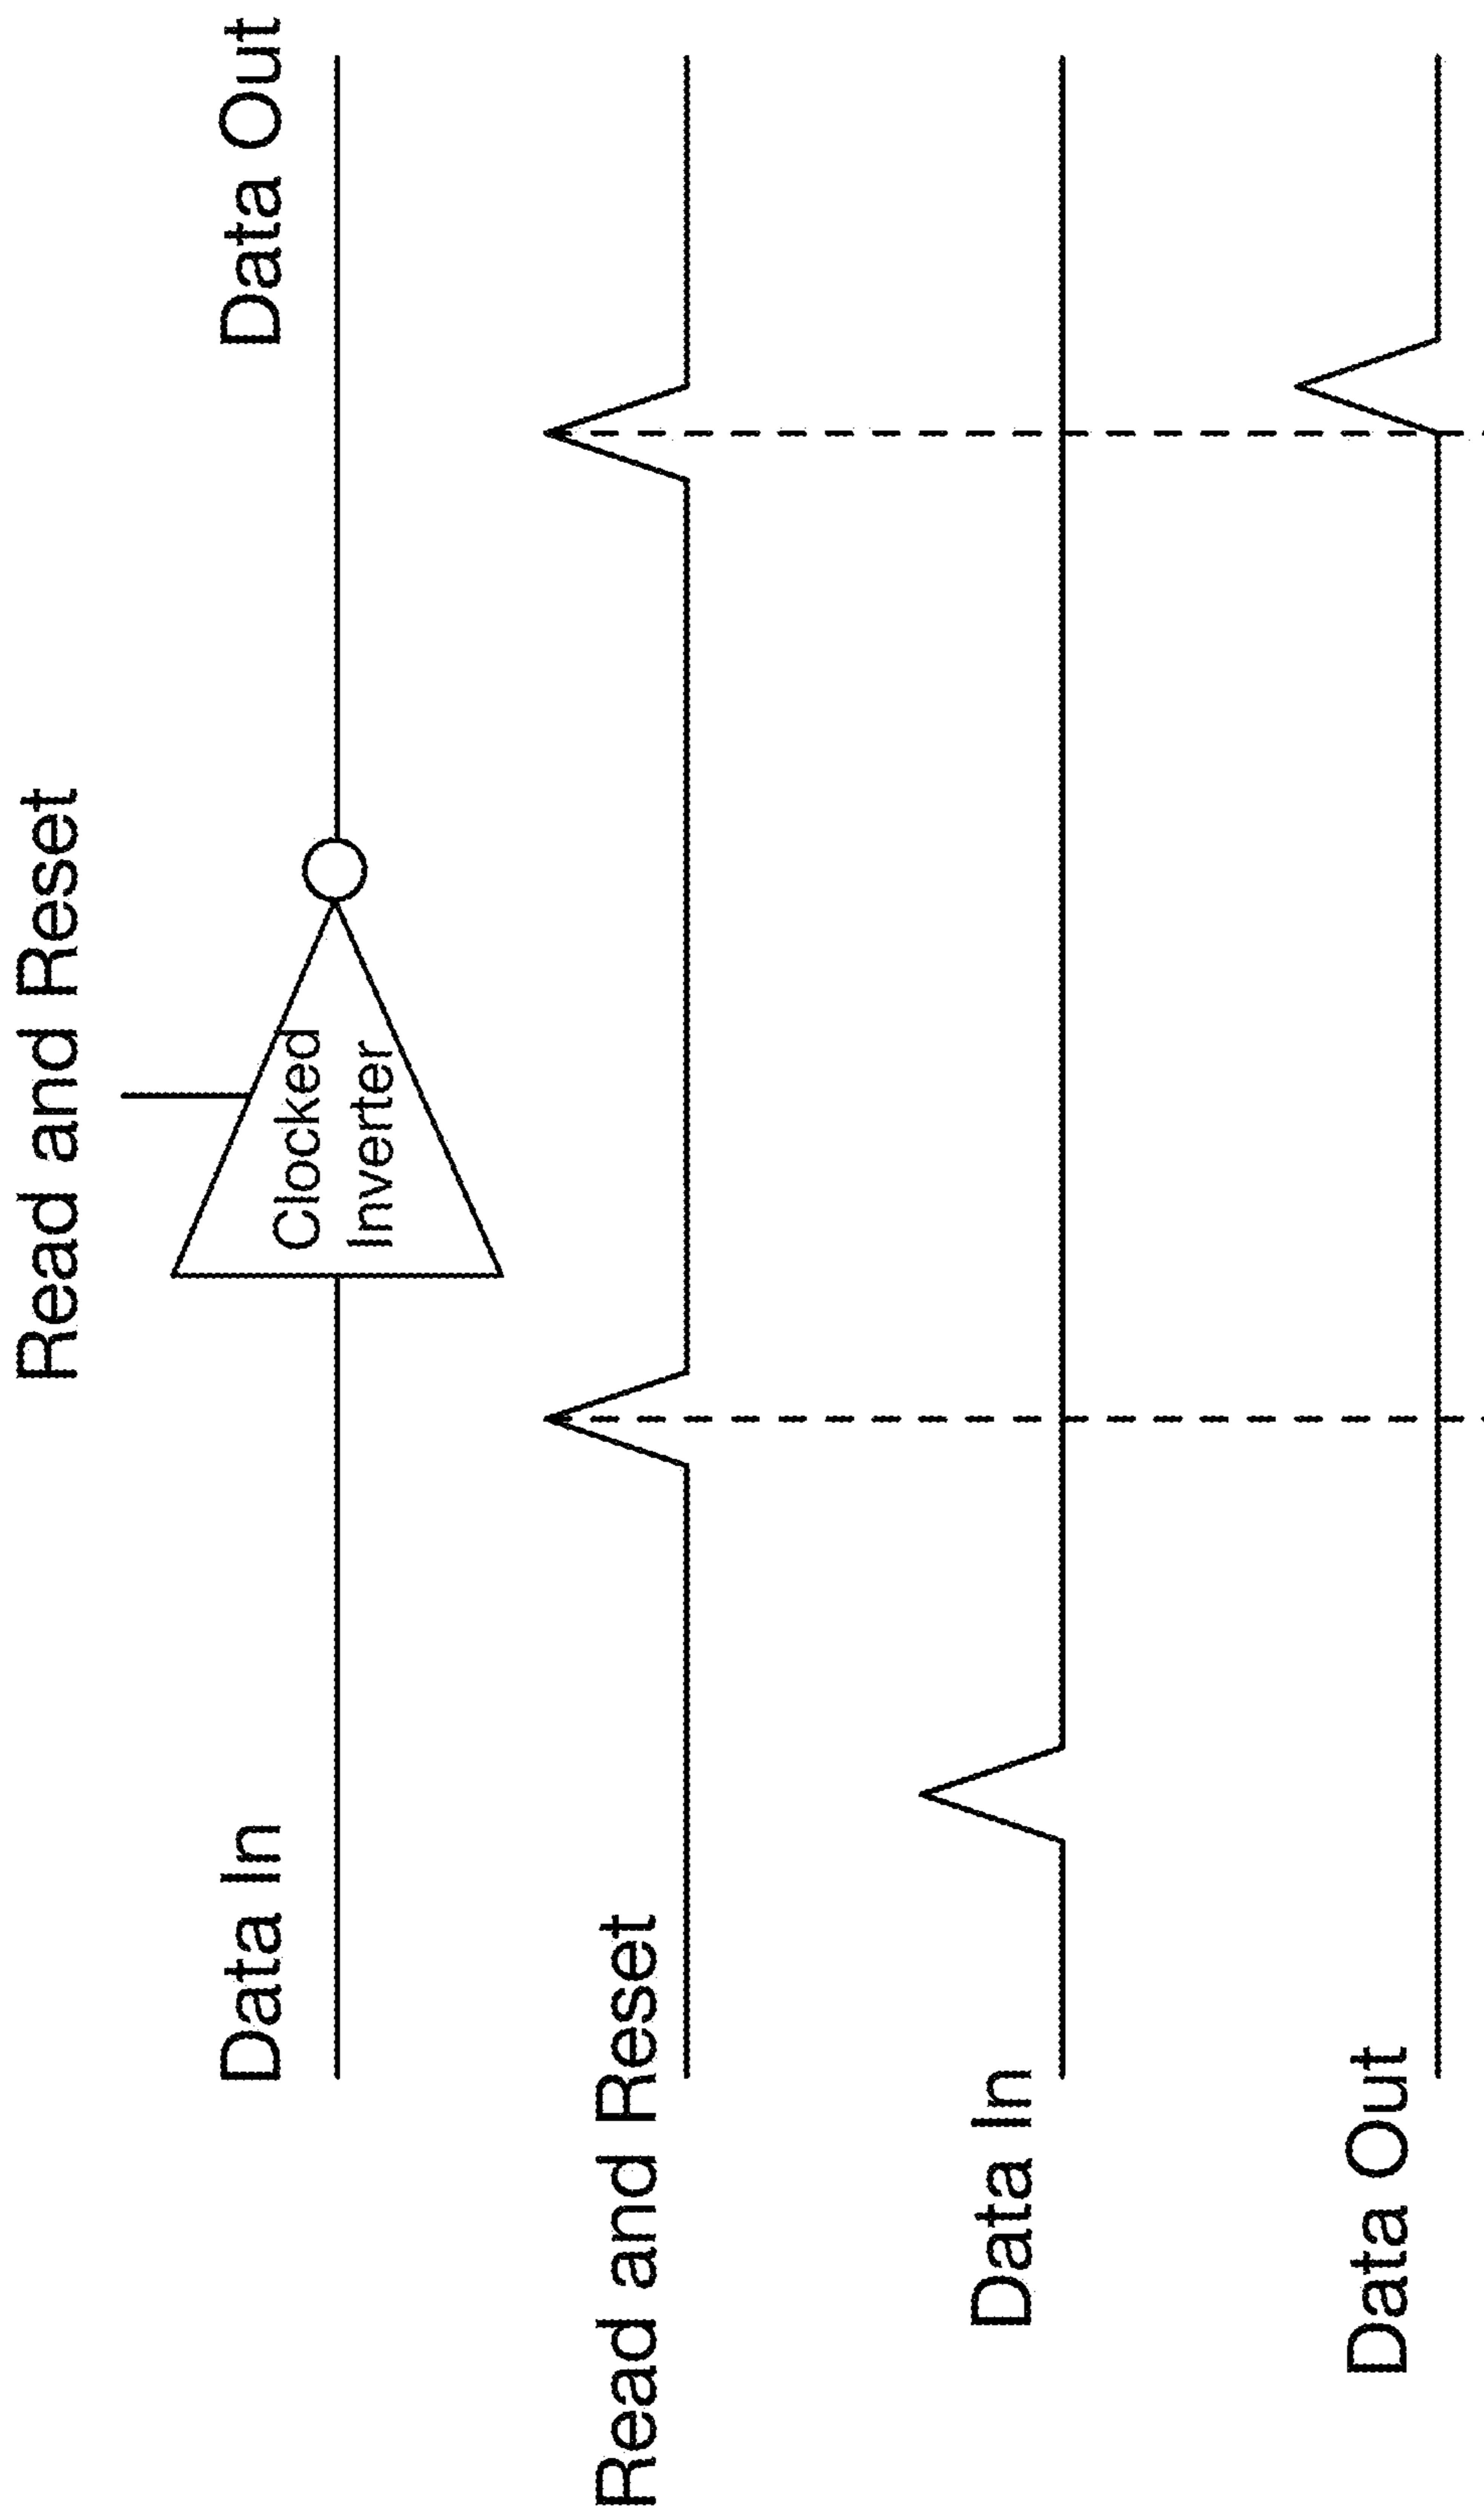 Read and Reset
Data In
Data Out
Clocked
Inverter
Read and Reset
Data In
Data Out